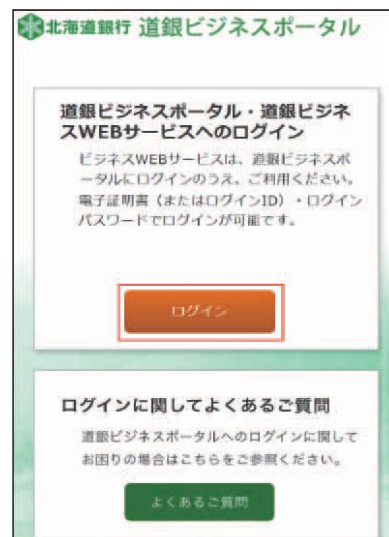 北海道銀行 道銀ビジネスポータル
道銀ビジネスポータル・道銀ビジネ
スWEBサービスへのログイン
ビジネスWEBサービスは、道銀ビジネスポ
ータルにログインのうえ、ご利用ください。
電子証明書（またはログインID）・ログイン
パスワードでログインが可能です。
ログイン
ログインに関してよくあるご質問
道銀ビジネスポータルへのログインに関して
お困りの場合はこちらをご参照ください。
よくあるご質問